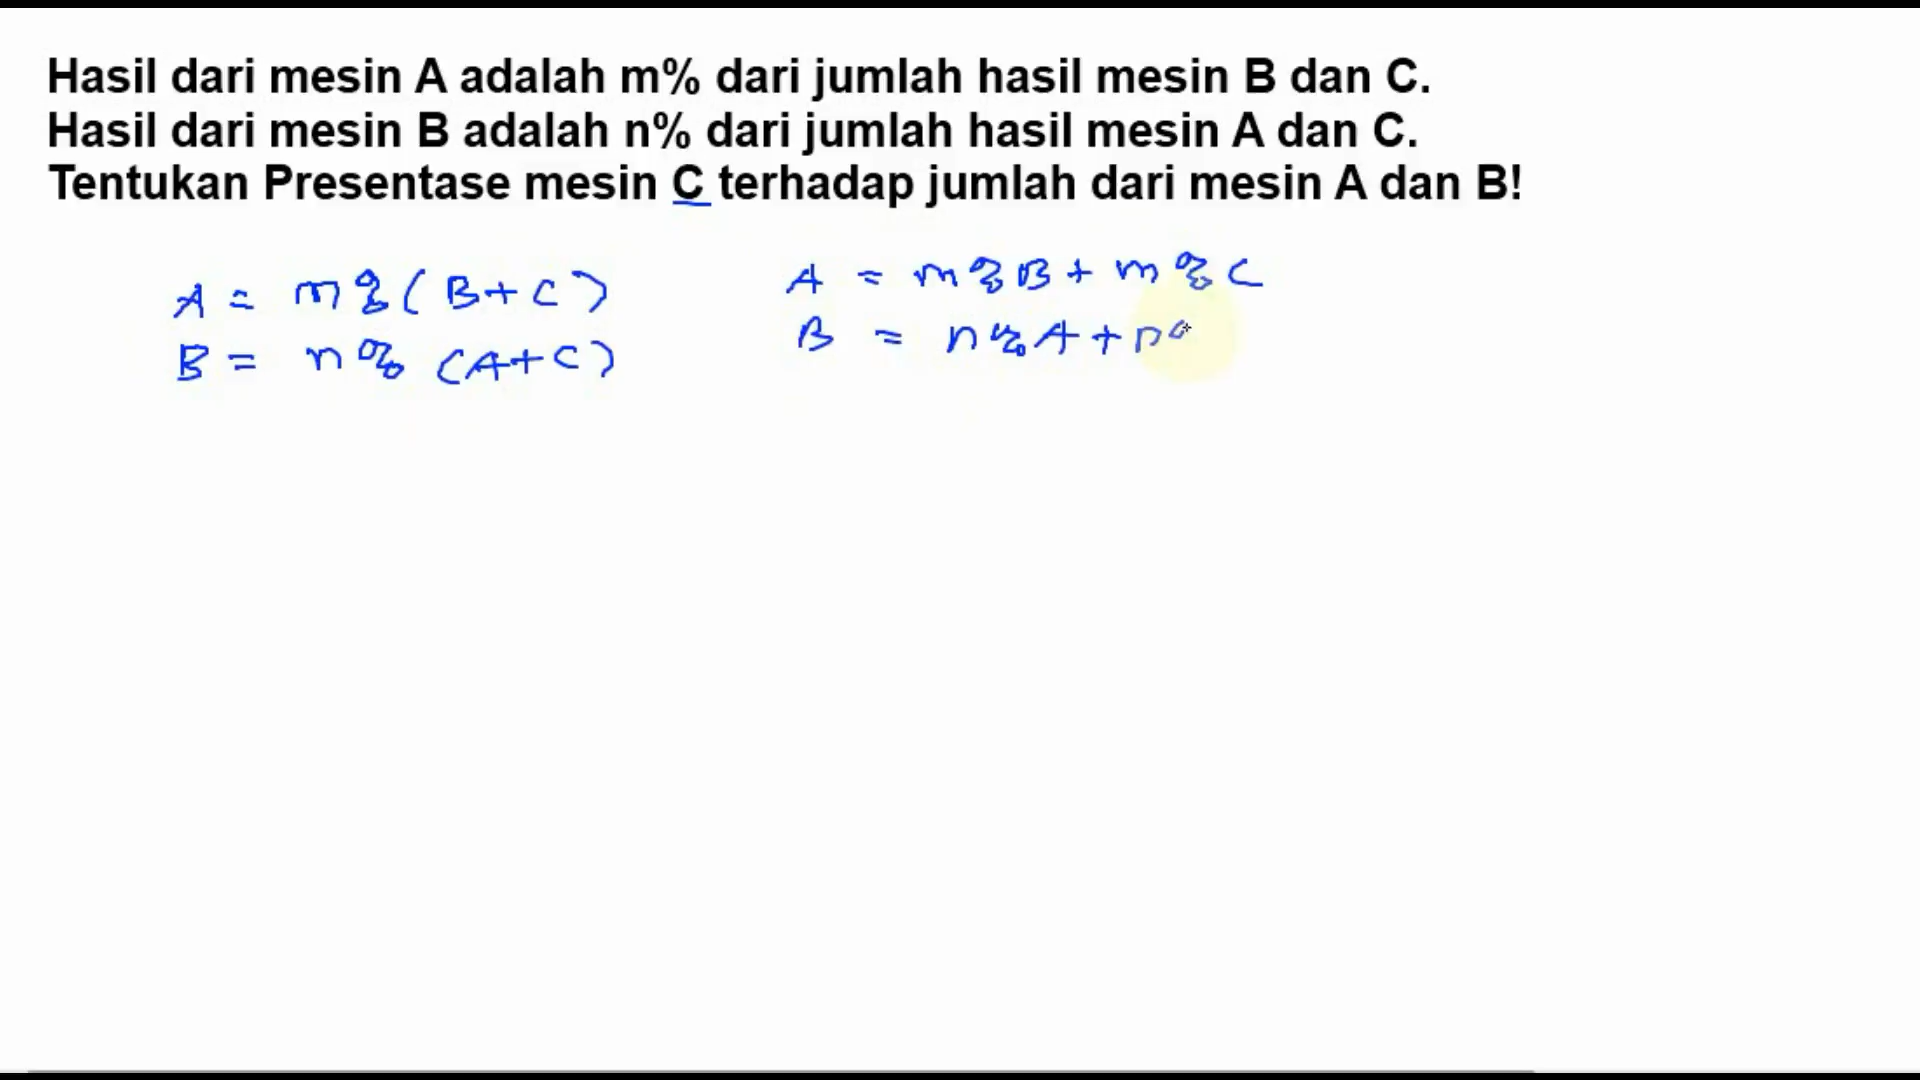 Hasil dari mesin A adalah m% dari jumlah hasil mesin B dan C.
Hasil dari mesin B adalah n% dari jumlah hasil mesin A dan C.
Tentukan Presentase mesin C terhadap jumlah dari mesin A dan B!
A = m% (B+C)
B = n% (A+C)
A = m% B + m% C
B = n% A + n